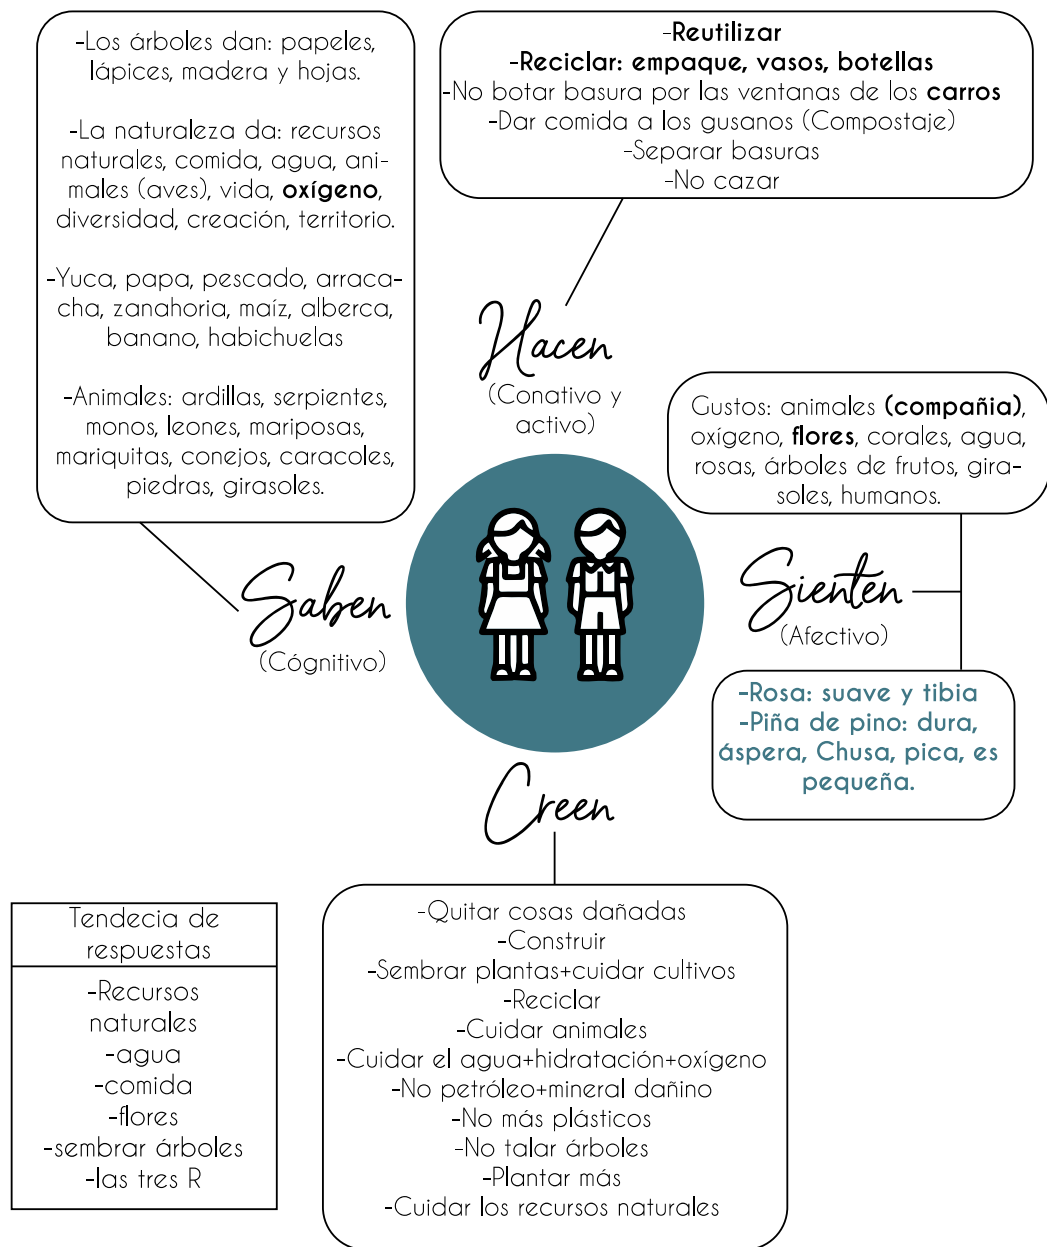 -Los árboles dan: papeles,
lápices, madera y hojas.
-La naturaleza da: recursos
naturales, comida, agua, ani-
males (aves), vida, oxígeno,
diversidad, creación, territorio.
-Yuca, papa, pescado, arraca-
cha, zanahoria, maíz, alberca,
banano, habichuelas
-Animales: ardillas, serpientes,
monos, leones, mariposas,
mariquitas, conejos, caracoles,
piedras, girasoles.
Saben
(Cógnitivo)
-Reutilizar
-Reciclar: empaque, vasos, botellas
-No botar basura por las ventanas de los carros
-Dar comida a los gusanos (Compostaje)
-Separar basuras
-No cazar
Hacen
(Conativo y
activo)
Gustos: animales (compañia),
oxígeno, flores, corales, agua,
rosas, árboles de frutos, gira-
soles, humanos.
Sienten
(Afectivo)
-Rosa: suave y tibia
-Piña de pino: dura,
áspera, Chusa, pica, es
pequeña.
Creen
-Quitar cosas dañadas
-Construir
-Sembrar plantas+cuidar cultivos
-Reciclar
-Cuidar animales
-Cuidar el agua+hidratación+oxígeno
-No petróleo+mineral dañino
-No más plásticos
-No talar árboles
-Plantar más
-Cuidar los recursos naturales
Tendecia de
respuestas
-Recursos
naturales
-agua
-comida
-flores
-sembrar árboles
-las tres R